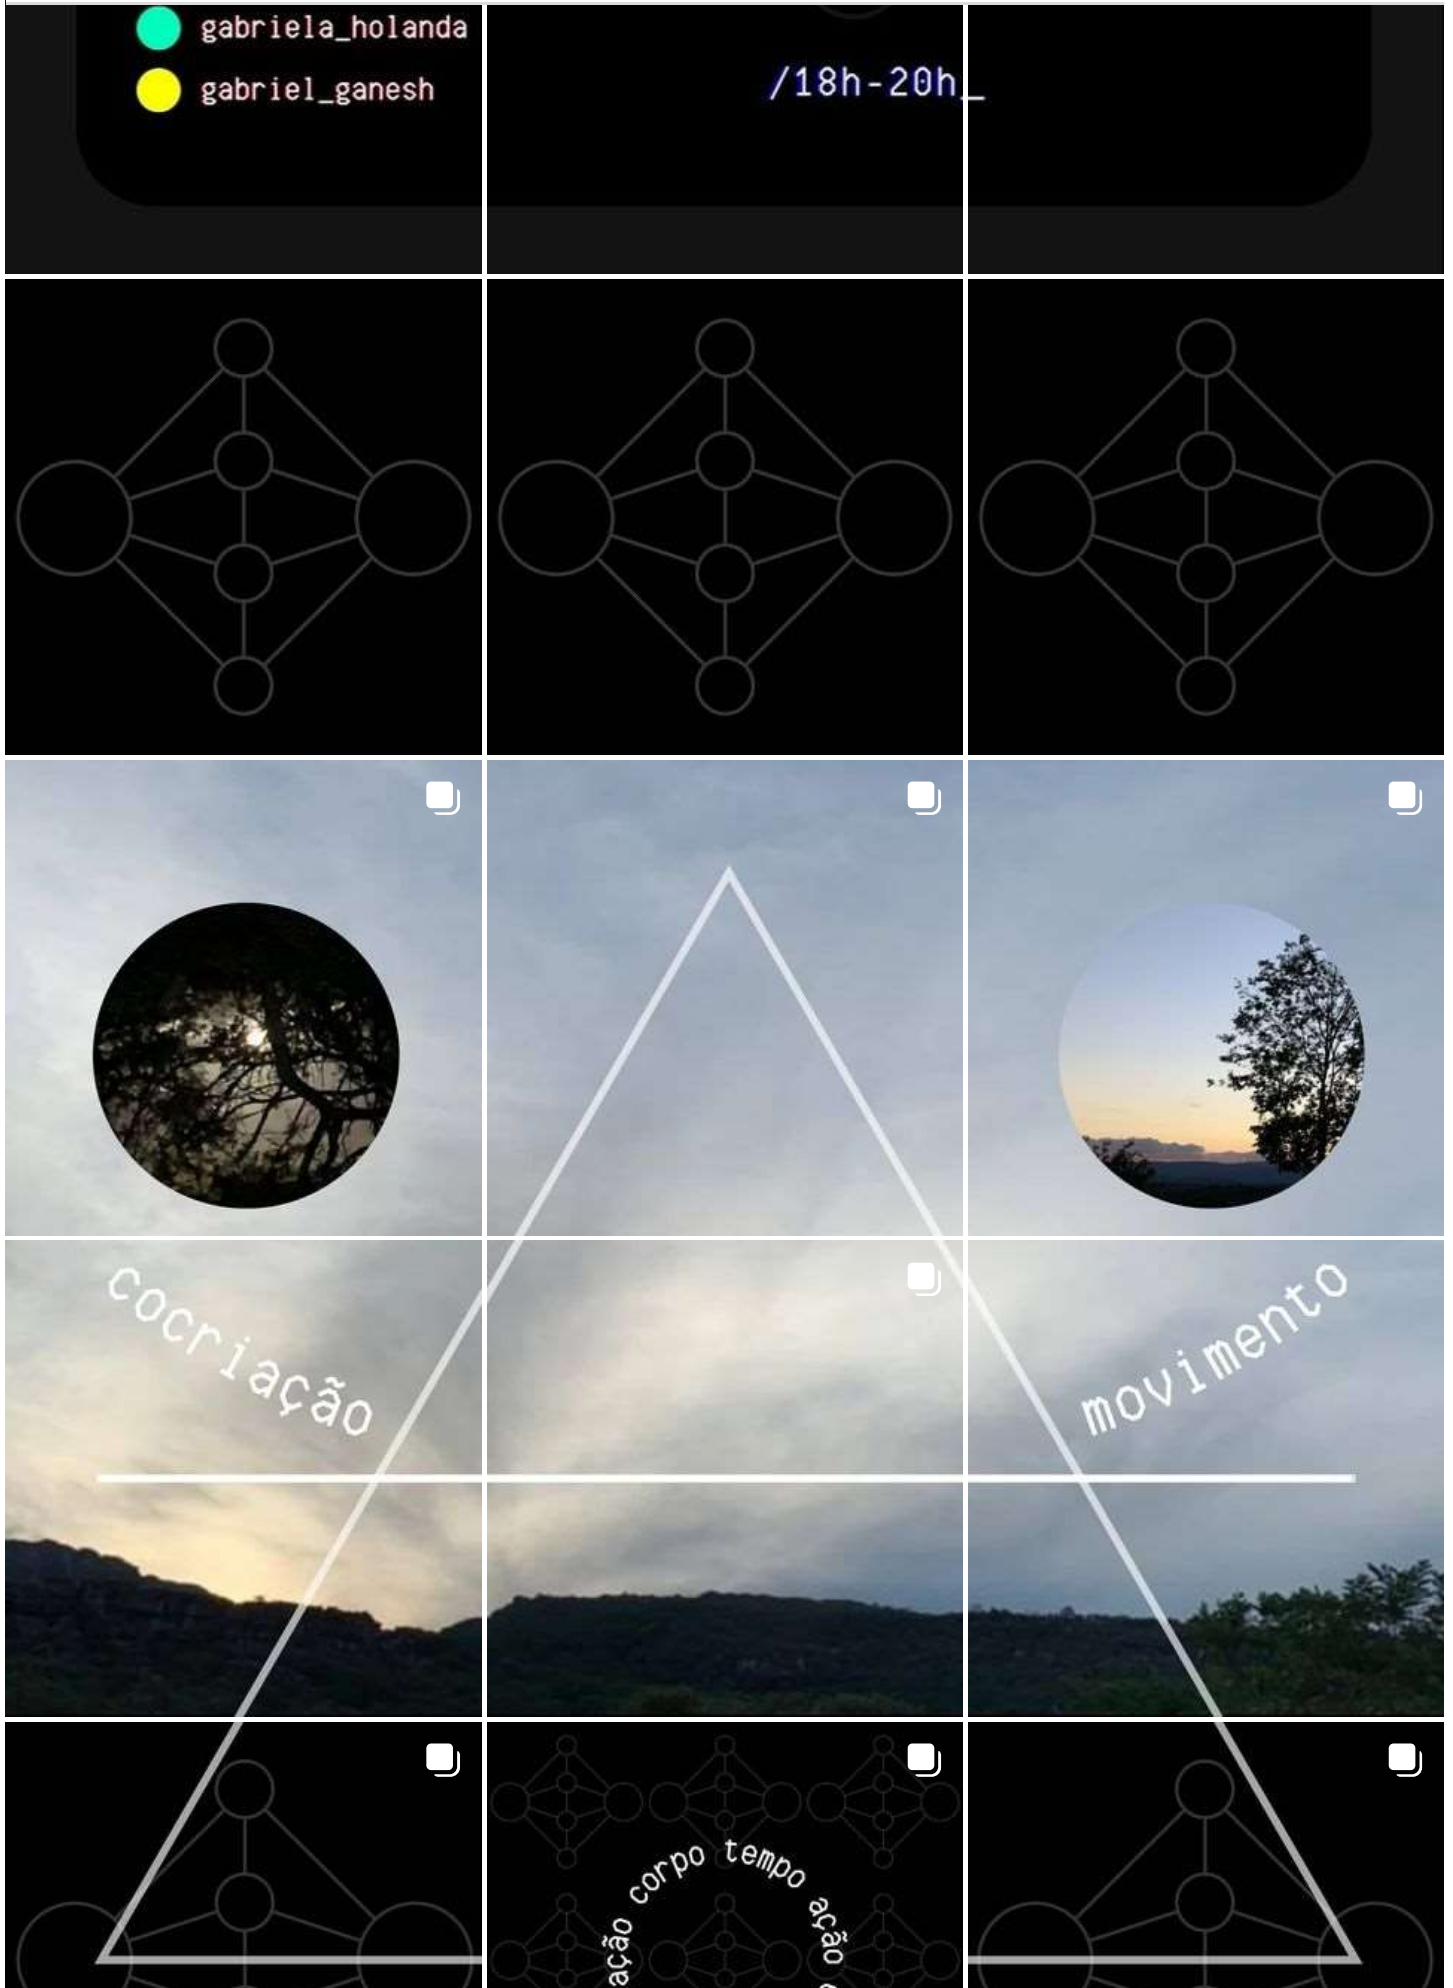 gabriela_holanda
gabriel_ganesh
/18h-20h_
cocriação
movimento
ação corpo tempo ação